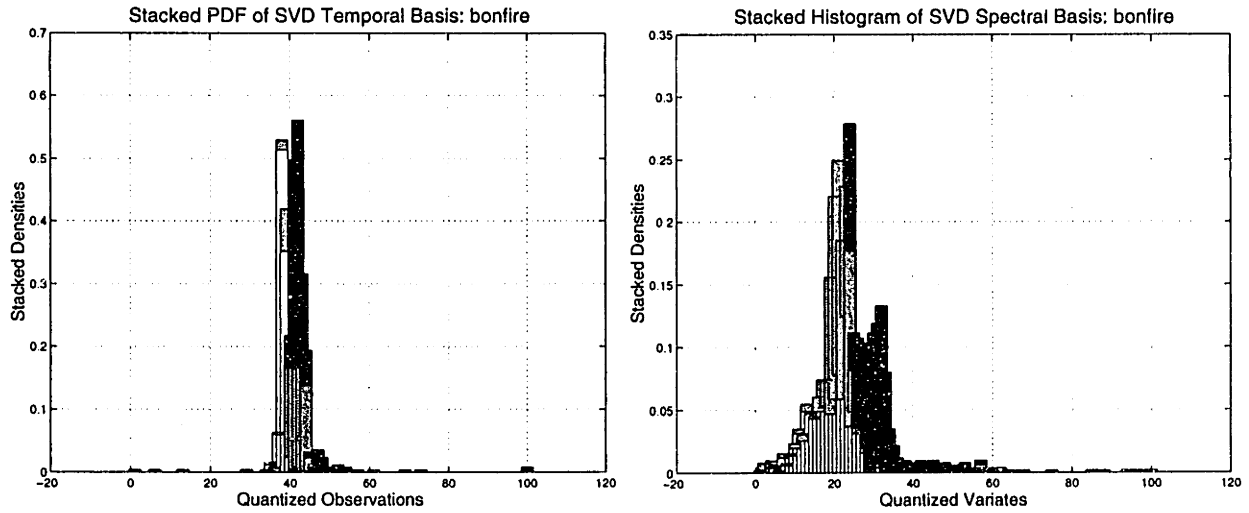 Stacked PDF of SVD Temporal Basis: bonfire
0.7
0.6
0.5
0.4
0.3
0.2
0.1
0
Stacked Densities
−20 0 20 40 60 80 100 120
Quantized Observations
Stacked Histogram of SVD Spectral Basis: bonfire
0.35
0.3
0.25
0.2
0.15
0.1
0.05
0
Stacked Densities
−20 0 20 40 60 80 100 120
Quantized Variates